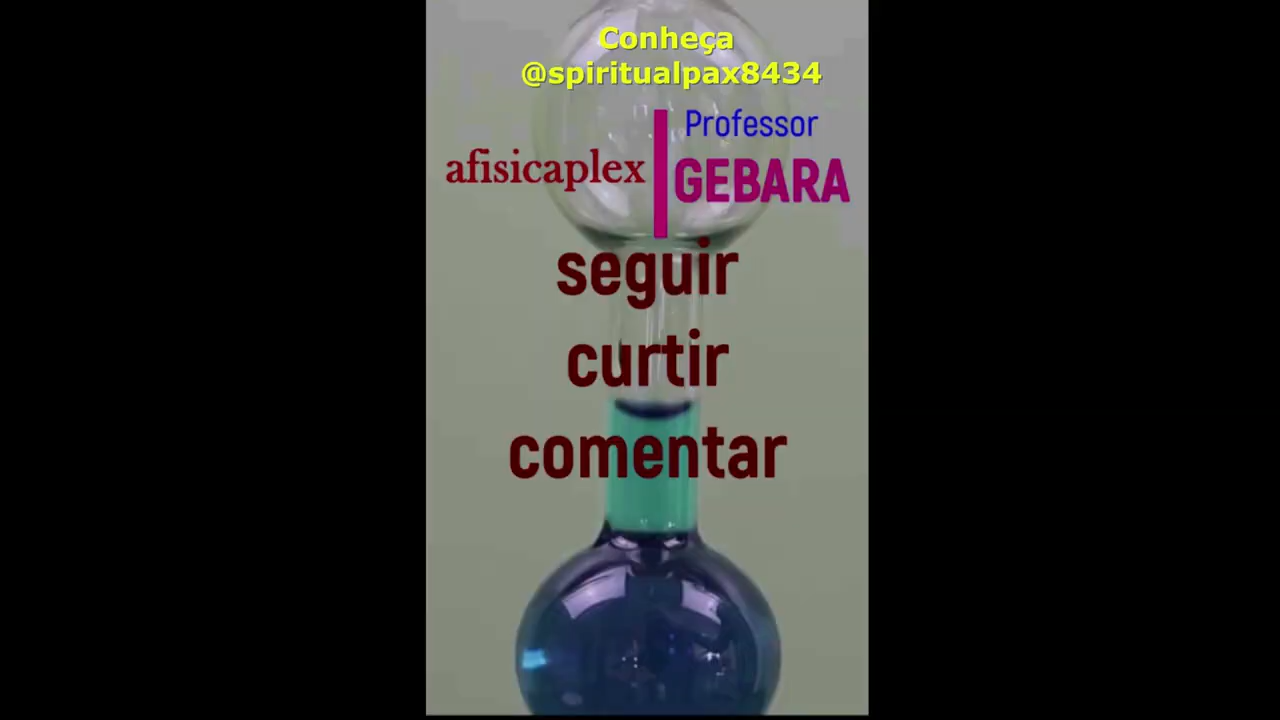 Conheça
@spiritualpax8434
afisicaplex
Professor
GEBARA
seguir
curtir
comentar